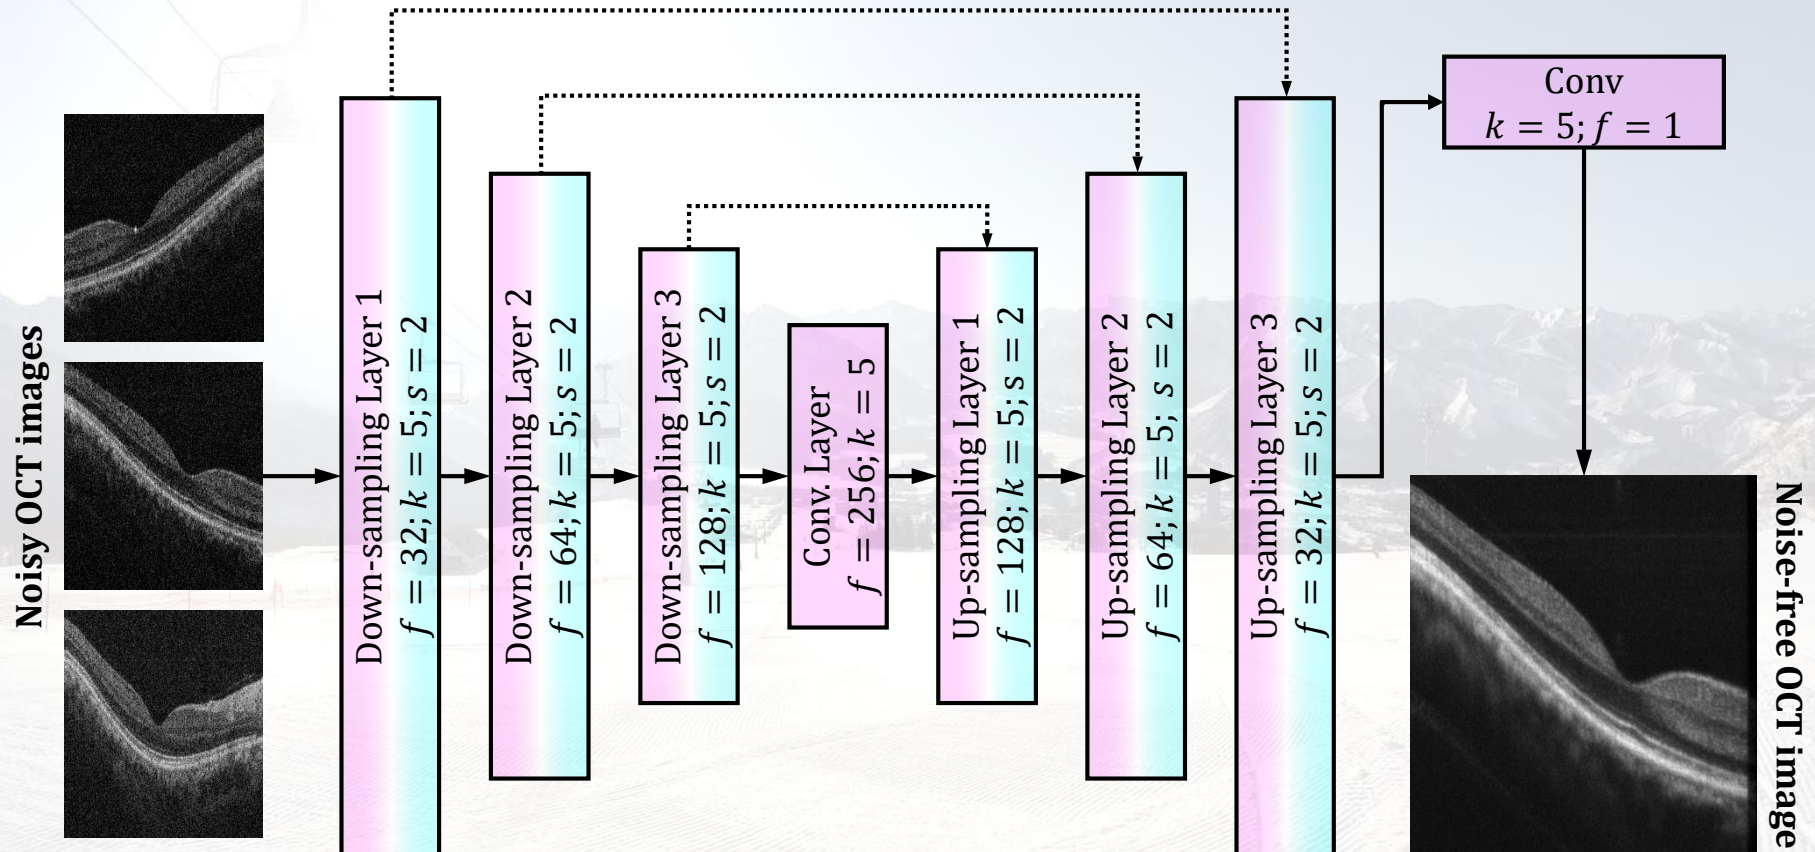 Noisy OCT images
Down-sampling Layer 1
f = 32; k = 5; s = 2
Down-sampling Layer 2
f = 64; k = 5; s = 2
Down-sampling Layer 3
f = 128; k = 5; s = 2
Conv. Layer
f = 256; k = 5
Up-sampling Layer 1
f = 128; k = 5; s = 2
Up-sampling Layer 2
f = 64; k = 5; s = 2
Up-sampling Layer 3
f = 32; k = 5; s = 2
Conv
k = 5; f = 1
Noise-free OCT image